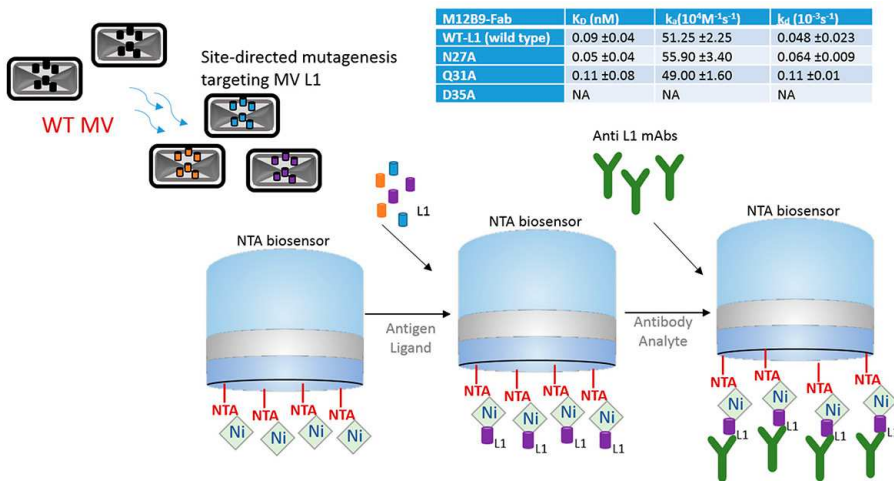 M12B9-Fab K_D (nM) k_a(10^4M^-1s^-1) k_d (10^-3s^-1)
WT-L1 (wild type) 0.09 ±0.04 51.25 ±2.25 0.048 ±0.023
N27A 0.05 ±0.04 55.90 ±3.40 0.064 ±0.009
Q31A 0.11 ±0.08 49.00 ±1.60 0.11 ±0.01
D35A NA NA NA
Site-directed mutagenesis
targeting MV L1
WT MV
L1
Anti L1 mAbs
NTA biosensor
NTA biosensor
NTA biosensor
Antigen
Ligand
Antibody
Analyte
NTA NTA NTA NTA
Ni Ni Ni Ni
NTA NTA NTA NTA
Ni Ni Ni Ni
L1 L1 L1 L1
NTA NTA NTA NTA
Ni Ni Ni Ni
L1 L1 L1 L1